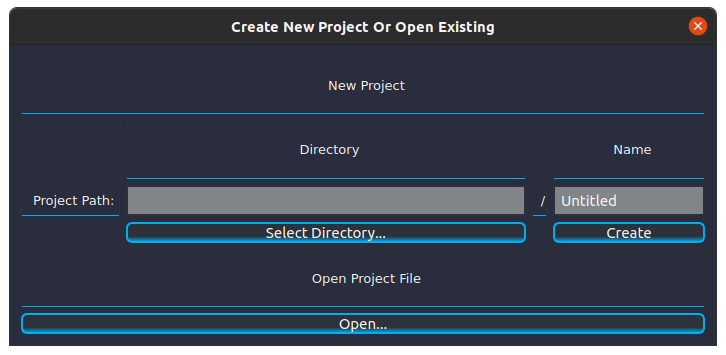 Create New Project Or Open Existing
New Project
Directory Name
Project Path: / Untitled
Select Directory... Create
Open Project File
Open...